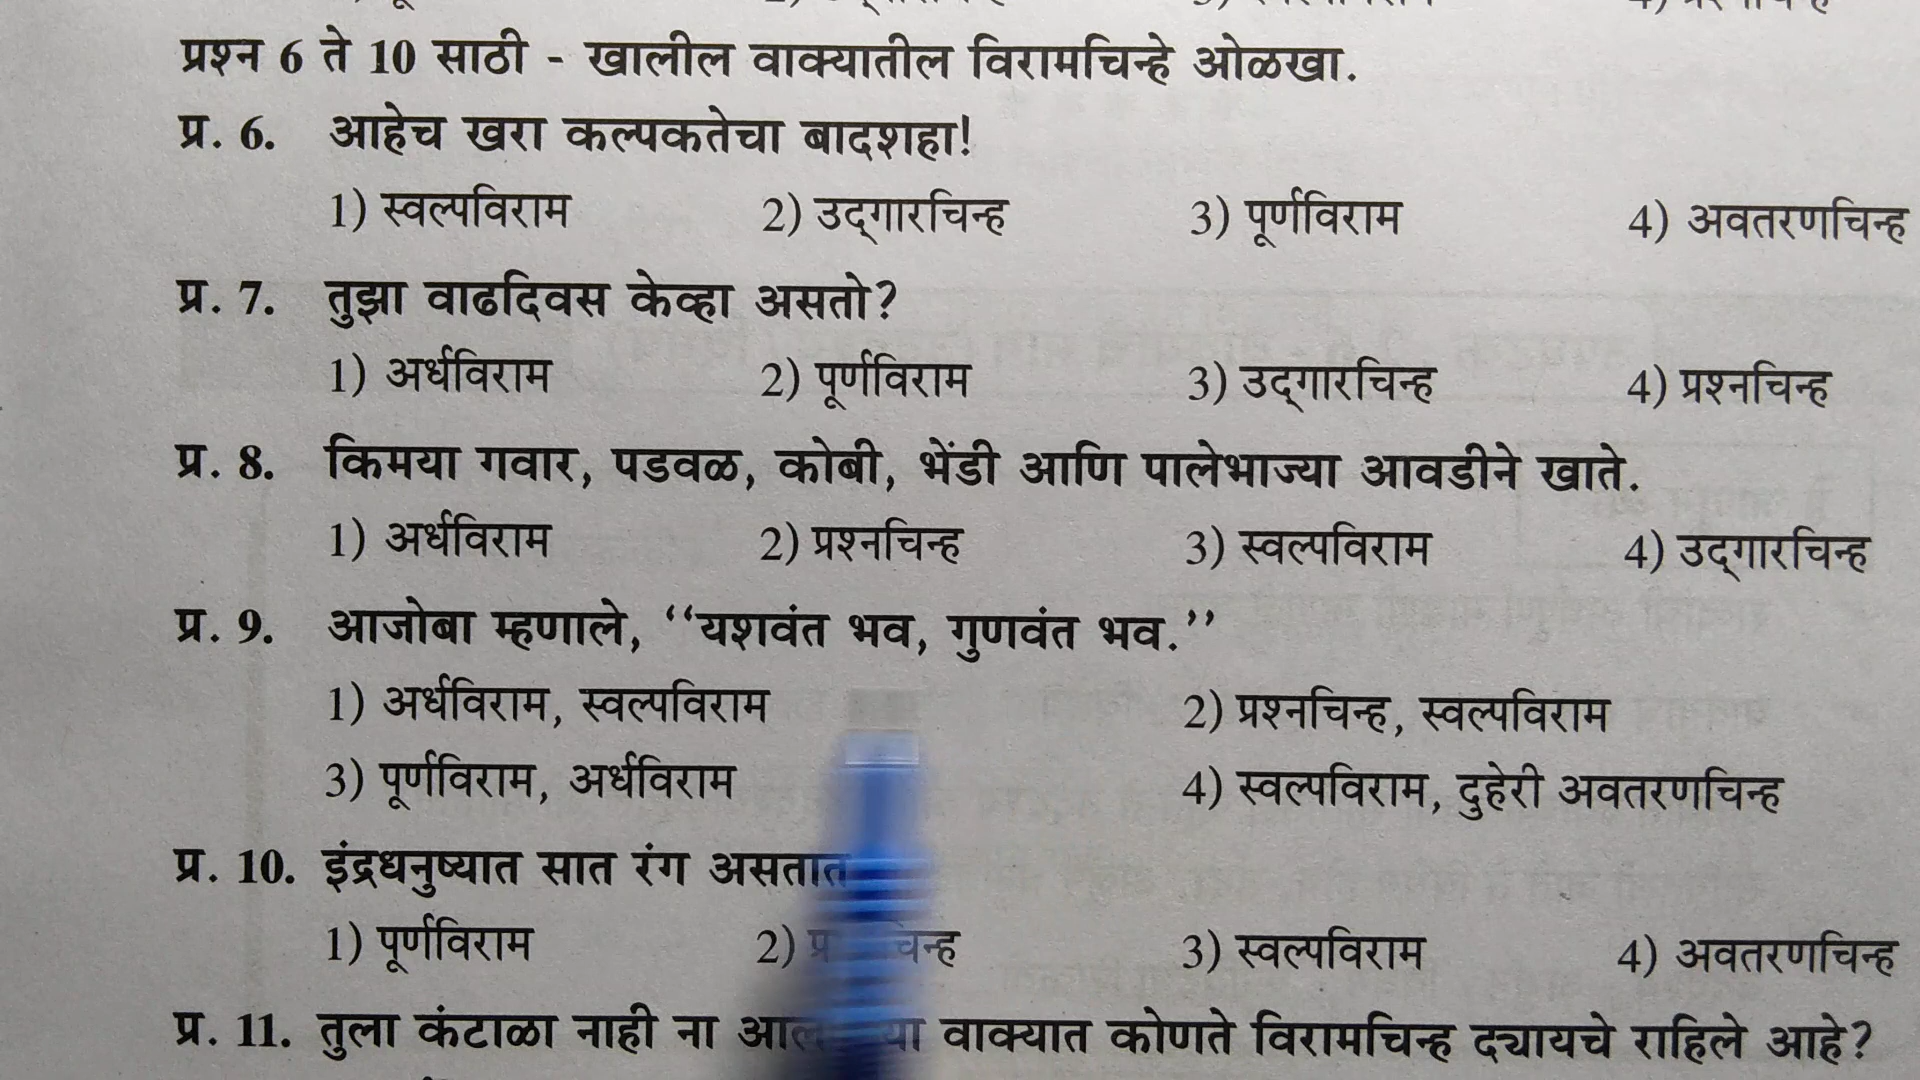 प्रश्न 6 ते 10 साठी - खालील वाक्यातील विरामचिन्हे ओळखा.
प्र. 6. आहेच खरा कल्पकतेचा बादशहा!
1) स्वल्पविराम 2) उद्‌गारचिन्ह 3) पूर्णविराम 4) अवतरणचिन्ह
प्र. 7. तुझा वाढदिवस केव्हा असतो?
1) अर्धविराम 2) पूर्णविराम 3) उद्‌गारचिन्ह 4) प्रश्नचिन्ह
प्र. 8. किमया गवार, पडवळ, कोबी, भेंडी आणि पालेभाज्या आवडीने खाते.
1) अर्धविराम 2) प्रश्नचिन्ह 3) स्वल्पविराम 4) उद्‌गारचिन्ह
प्र. 9. आजोबा म्हणाले, “यशवंत भव, गुणवंत भव.”
1) अर्धविराम, स्वल्पविराम 2) प्रश्नचिन्ह, स्वल्पविराम
3) पूर्णविराम, अर्धविराम 4) स्वल्पविराम, दुहेरी अवतरणचिन्ह
प्र. 10. इंद्रधनुष्यात सात रंग असतात
1) पूर्णविराम 2) 3) स्वल्पविराम 4) अवतरणचिन्ह
प्र. 11. तुला कंटाळा नाही ना वाक्यात कोणते विरामचिन्ह द्यायचे राहिले आहे?